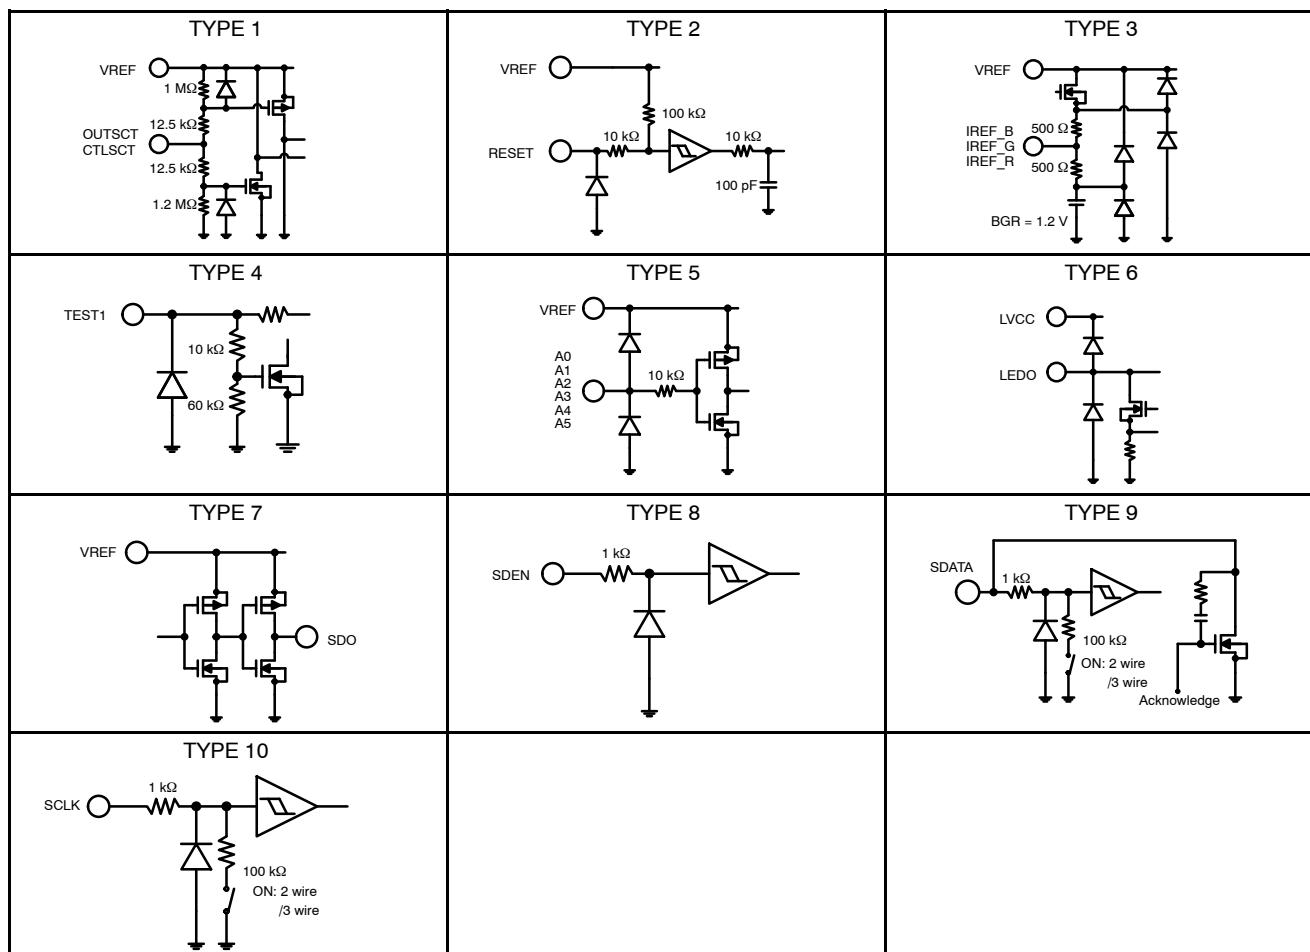 TYPE 1
VREF
1 MΩ
12.5 kΩ
OUTSCT
CTLSCT
12.5 kΩ
1.2 MΩ
TYPE 2
VREF
100 kΩ
10 kΩ
10 kΩ
RESET
100 pF
TYPE 3
VREF
IREF_B
IREF_G
IREF_R
500 Ω
500 Ω
BGR = 1.2 V
TYPE 4
TEST1
10 kΩ
60 kΩ
TYPE 5
VREF
A0
A1
A2
A3
A4
A5
10 kΩ
TYPE 6
LVCC
LEDO
TYPE 7
VREF
SDO
TYPE 8
1 kΩ
SDEN
TYPE 9
SDATA
1 kΩ
100 kΩ
ON: 2 wire
/3 wire
Acknowledge
TYPE 10
1 kΩ
SCLK
100 kΩ
ON: 2 wire
/3 wire